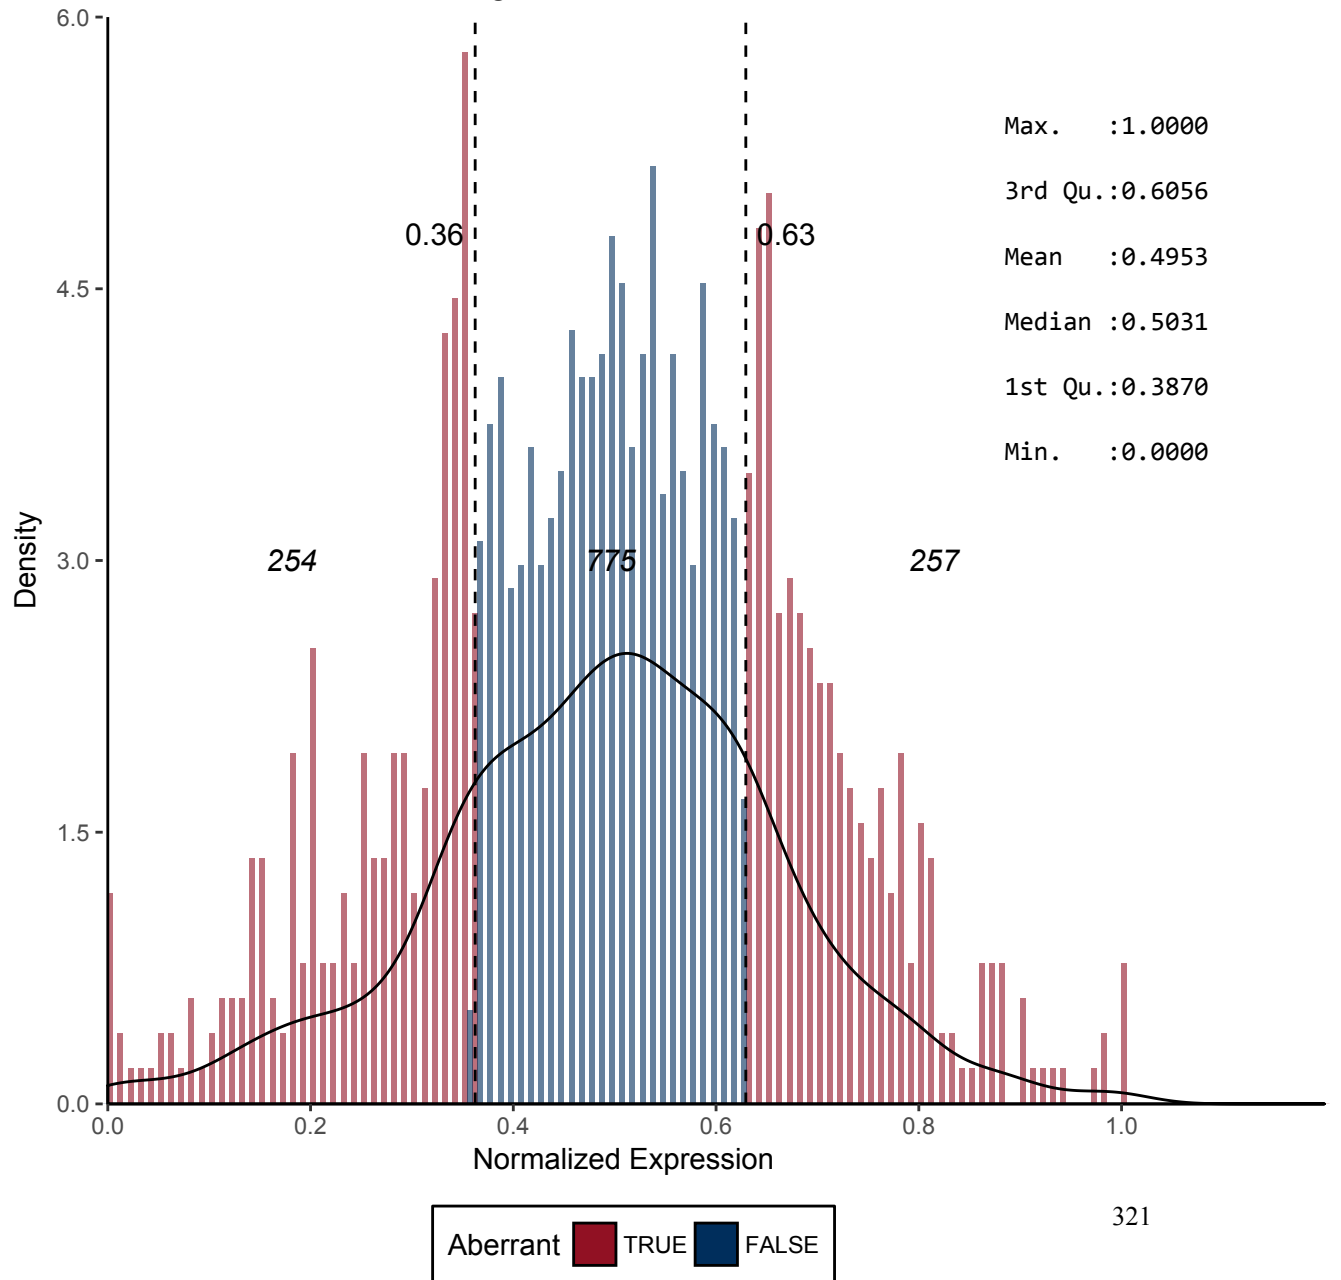 6.0
Max. :1.0000
3rd Qu.:0.6056
0.36
0.63
Mean :0.4953
4.5
Median :0.5031
1st Qu.:0.3870
Min. :0.0000
Density
3.0
254
775
257
1.5
0.0
0.0 0.2 0.4 0.6 0.8 1.0
Normalized Expression
321
Aberrant TRUE FALSE